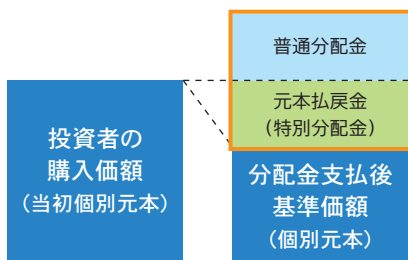 普通分配金
元本払戻金
(特別分配金)
投資者の
購入価額
(当初個別元本)
分配金支払後
基準価額
(個別元本)